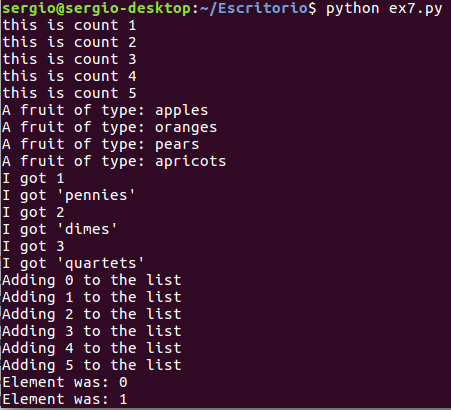 sergio@sergio-desktop:~/Escritorio$ python ex7.py
this is count 1
this is count 2
this is count 3
this is count 4
this is count 5
A fruit of type: apples
A fruit of type: oranges
A fruit of type: pears
A fruit of type: apricots
I got 1
I got 'pennies'
I got 2
I got 'dimes'
I got 3
I got 'quartets'
Adding 0 to the list
Adding 1 to the list
Adding 2 to the list
Adding 3 to the list
Adding 4 to the list
Adding 5 to the list
Element was: 0
Element was: 1